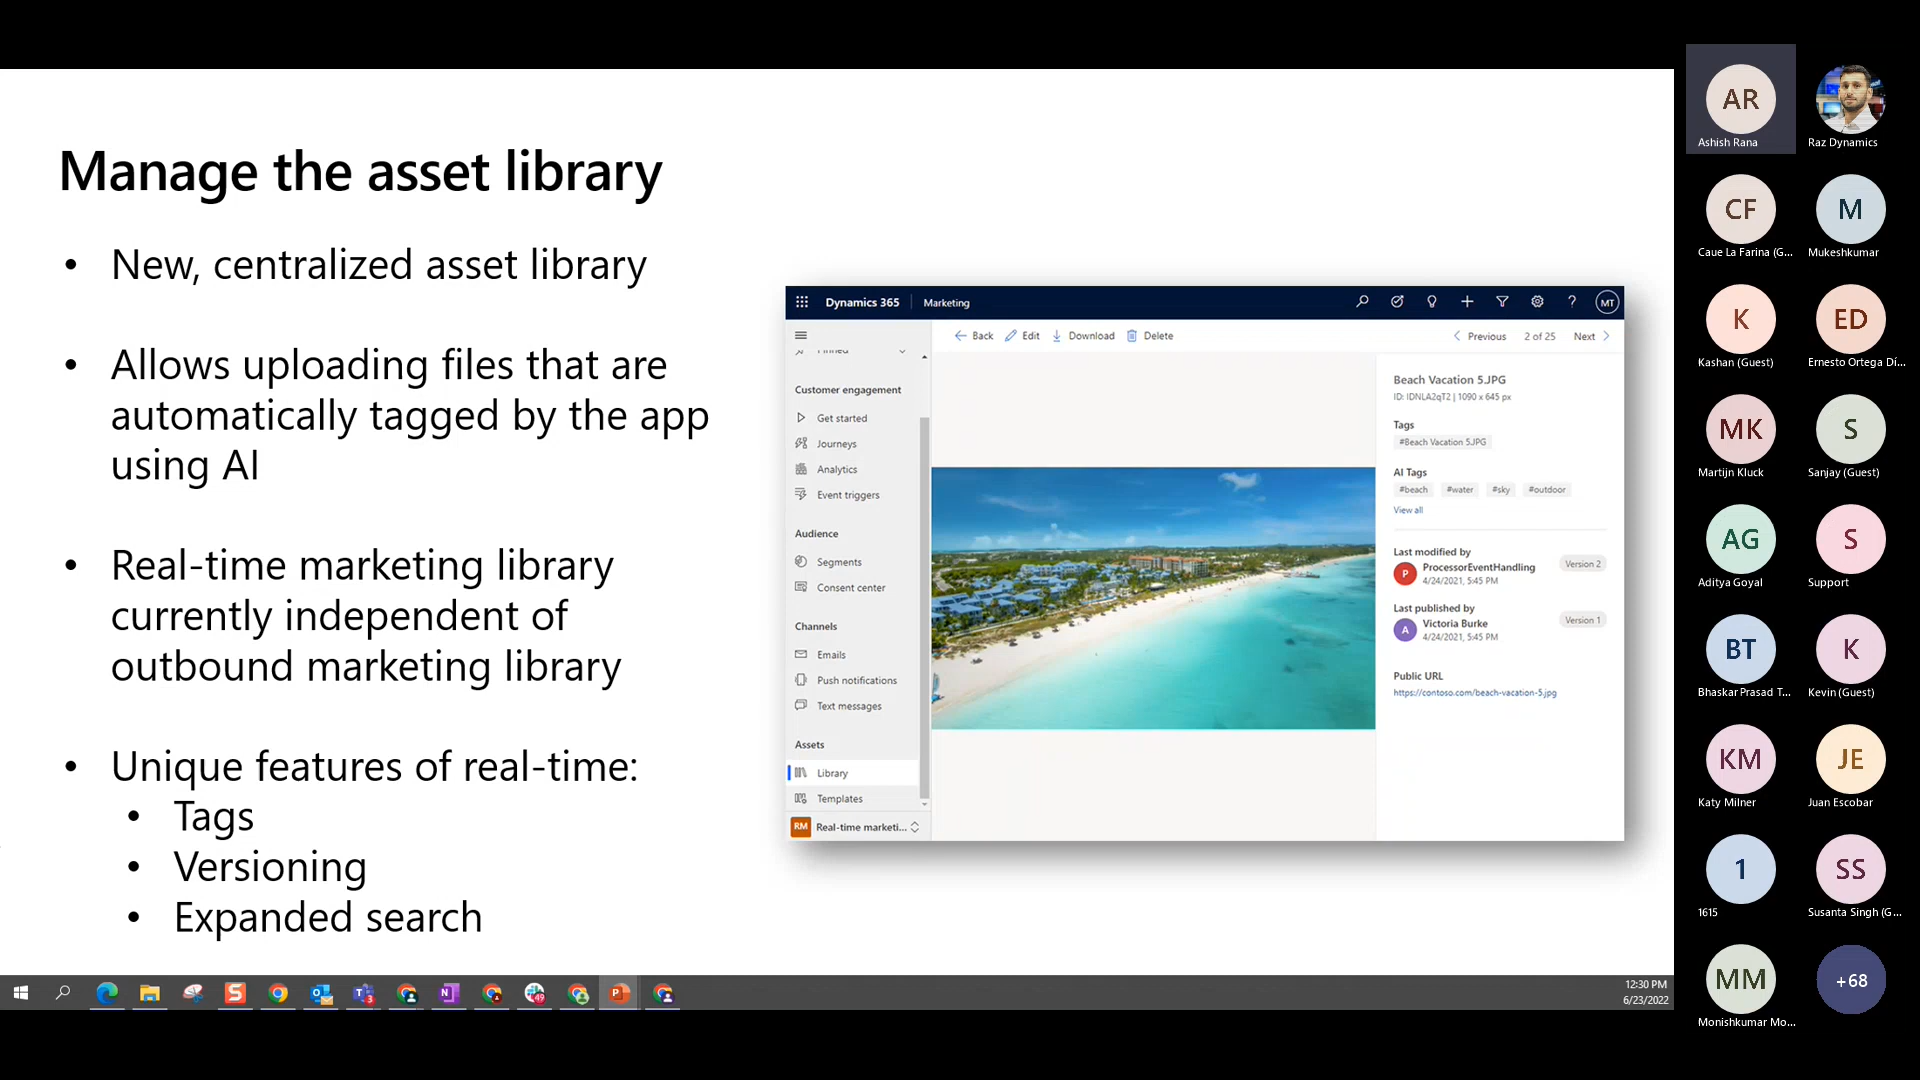 Manage the asset library
• New, centralized asset library
• Allows uploading files that are
automatically tagged by the app
using AI
• Real-time marketing library
currently independent of
outbound marketing library
• Unique features of real-time:
• Tags
• Versioning
• Expanded search
Dynamics 365 Marketing
? MT
Back Edit Download Delete
Previous 2 of 25 Next
Pinned
Customer engagement
Get started
Journeys
Analytics
Event triggers
Audience
Segments
Consent center
Channels
Emails
Push notifications
Text messages
Assets
Library
Templates
RM Real-time marketi...
Beach Vacation 5.JPG
ID: IDNLA2qT2 | 1090 x 645 px
Tags
#Beach Vacation 5.JPG
AI Tags
#beach #water #sky #outdoor
View all
Last modified by
P ProcessorEventHandling Version 2
4/24/2021, 5:45 PM
Last published by
A Victoria Burke Version 1
4/24/2021, 5:45 PM
Public URL
https://contoso.com/beach-vacation-5.jpg
12:30 PM
6/23/2022
AR
Ashish Rana
Raz Dynamics
CF
Caue La Farina (G...
M
Mukeshkumar
K
Kashan (Guest)
ED
Ernesto Ortega Dí...
MK
Martijn Kluck
S
Sanjay (Guest)
AG
Aditya Goyal
S
Support
BT
Bhaskar Prasad T...
K
Kevin (Guest)
KM
Katy Milner
JE
Juan Escobar
1
1615
SS
Susanta Singh (G...
MM
Monishkumar Mo...
+68